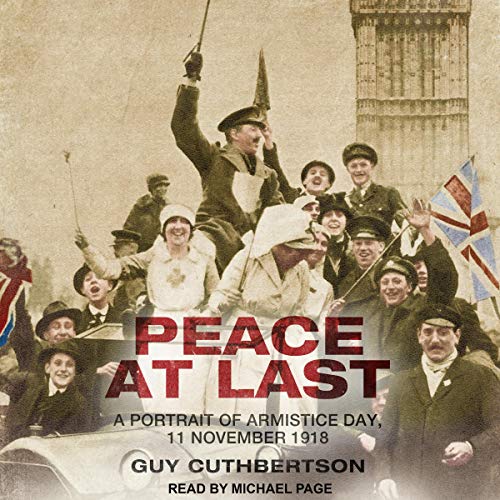 PEACE
AT LAST
A PORTRAIT OF ARMISTICE DAY,
11 NOVEMBER 1918
GUY CUTHBERTSON
READ BY MICHAEL PAGE